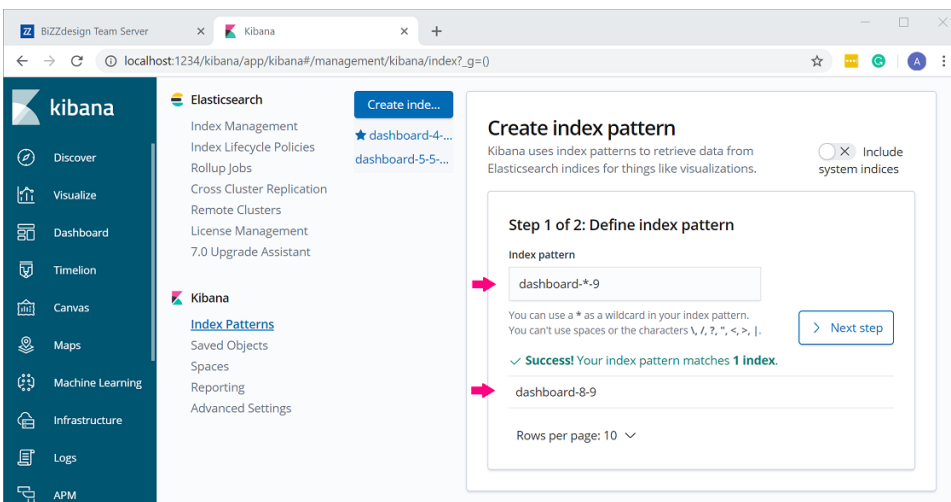 BiZZdesign Team Server
Kibana
localhost:1234/kibana/app/kibana#/management/kibana/index?_g=()
A
kibana
Discover
Visualize
Dashboard
Timelion
Canvas
Maps
Machine Learning
Infrastructure
Logs
APM
Elasticsearch
Index Management
Index Lifecycle Policies
Rollup Jobs
Cross Cluster Replication
Remote Clusters
License Management
7.0 Upgrade Assistant
Kibana
Index Patterns
Saved Objects
Spaces
Reporting
Advanced Settings
Create inde...
dashboard-4-...
dashboard-5-5-...
Create index pattern
Kibana uses index patterns to retrieve data from
Elasticsearch indices for things like visualizations.
Include
system indices
Step 1 of 2: Define index pattern
Index pattern
dashboard-*-9
You can use a * as a wildcard in your index pattern.
You can't use spaces or the characters \, /, ?, ", <, >, |.
Next step
Success! Your index pattern matches 1 index.
dashboard-8-9
Rows per page: 10